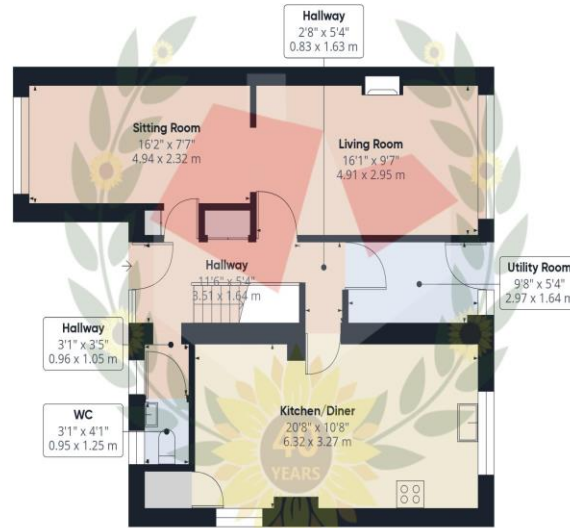 Hallway
2'8" x 5'4"
0.83 x 1.63 m
Sitting Room
16'2" x 7'7"
4.94 x 2.32 m
Living Room
16'1" x 9'7"
4.91 x 2.95 m
Hallway
11'6" x 5'4"
3.51 x 1.64 m
Utility Room
9'8" x 5'4"
2.97 x 1.64 m
Hallway
3'1" x 3'5"
0.96 x 1.05 m
WC
3'1" x 4'1"
0.95 x 1.25 m
Kitchen/Diner
20'8" x 10'8"
6.32 x 3.27 m
40
YEARS